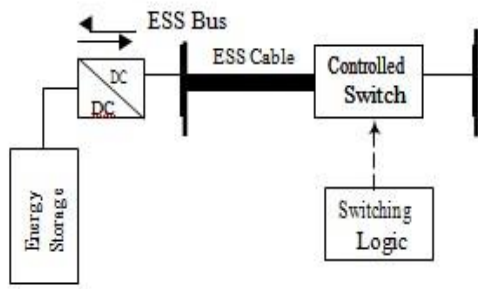 ESS Bus
ESS Cable
DC
DC
Controlled
Switch
Energy
Storage
Switching
Logic